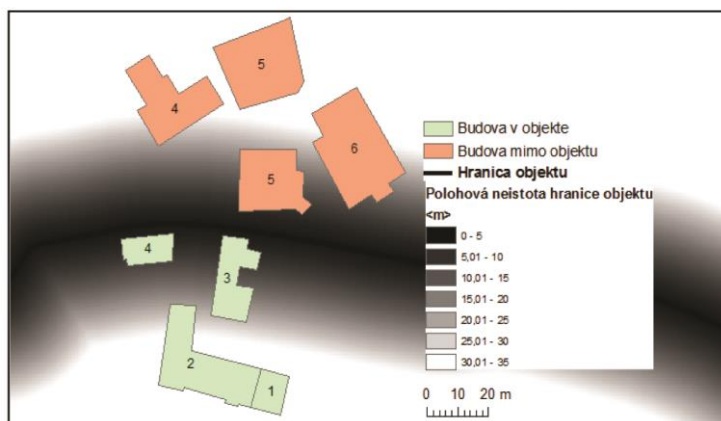 5
4
6
5
4
3
2
1
Budova v objekte
Budova mimo objektu
Hranica objektu
Polohová neistota hranice objektu
<m>
0 - 5
5,01 - 10
10,01 - 15
15,01 - 20
20,01 - 25
25,01 - 30
30,01 - 35
0 10 20 m